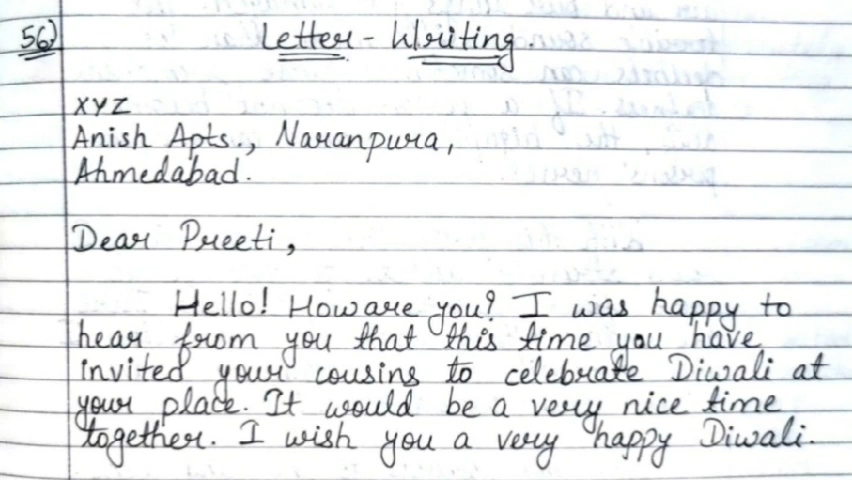 56) Letter - Writing.
XYZ
Anish Apts., Naranpura,
Ahmedabad.
Dear Preeti,
Hello! How are you? I was happy to
hear from you that this time you have
invited your cousins to celebrate Diwali at
your place. It would be a very nice time
together. I wish you a very happy Diwali.